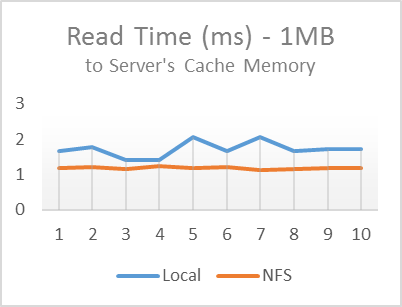 Read Time (ms) - 1MB
to Server's Cache Memory
3
2
1
0
1 2 3 4 5 6 7 8 9 10
Local NFS